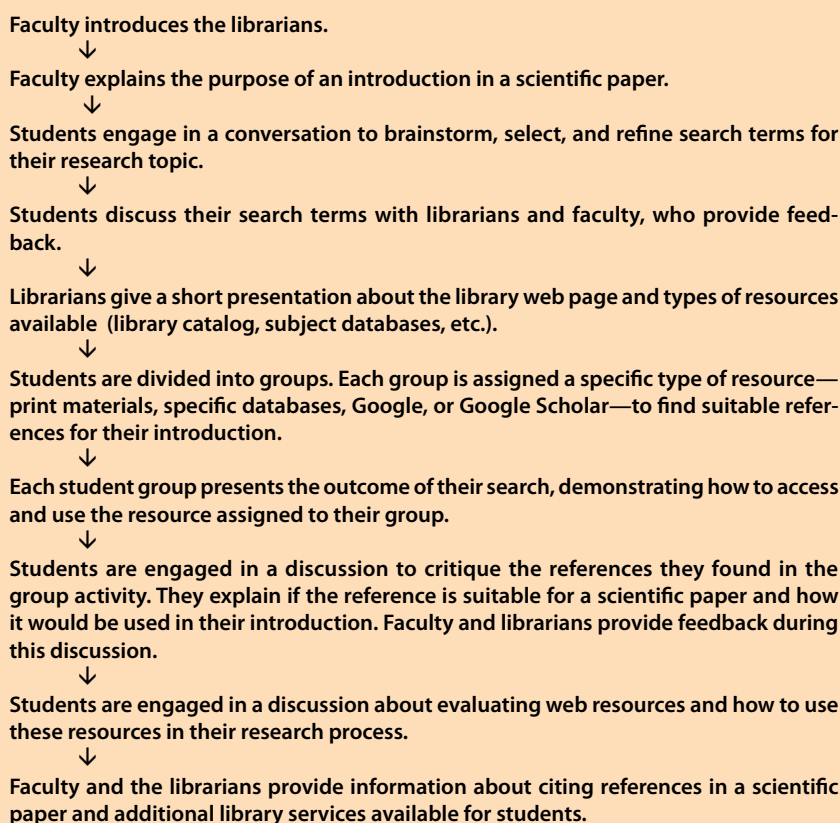 Faculty introduces the librarians.
↓
Faculty explains the purpose of an introduction in a scientific paper.
↓
Students engage in a conversation to brainstorm, select, and refine search terms for
their research topic.
↓
Students discuss their search terms with librarians and faculty, who provide feed-
back.
↓
Librarians give a short presentation about the library web page and types of resources
available (library catalog, subject databases, etc.).
↓
Students are divided into groups. Each group is assigned a specific type of resource—
print materials, specific databases, Google, or Google Scholar—to find suitable refer-
ences for their introduction.
↓
Each student group presents the outcome of their search, demonstrating how to access
and use the resource assigned to their group.
↓
Students are engaged in a discussion to critique the references they found in the
group activity. They explain if the reference is suitable for a scientific paper and how
it would be used in their introduction. Faculty and librarians provide feedback during
this discussion.
↓
Students are engaged in a discussion about evaluating web resources and how to use
these resources in their research process.
↓
Faculty and the librarians provide information about citing references in a scientific
paper and additional library services available for students.